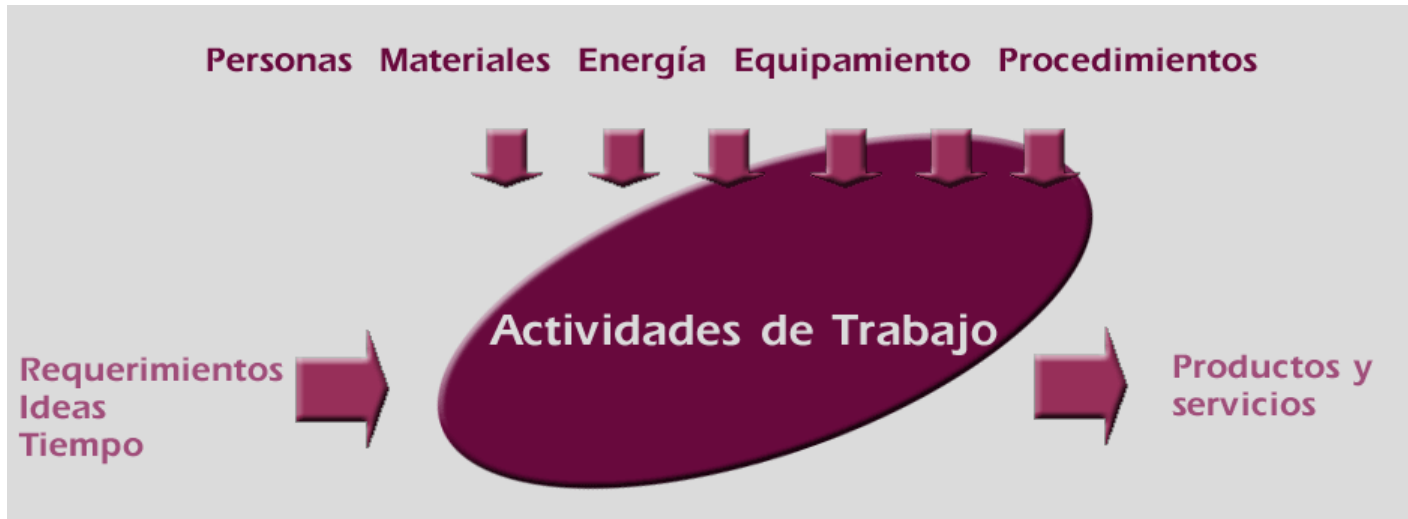 Personas Materiales Energía Equipamiento Procedimientos
Actividades de Trabajo
Requerimientos
Ideas
Tiempo
Productos y
servicios